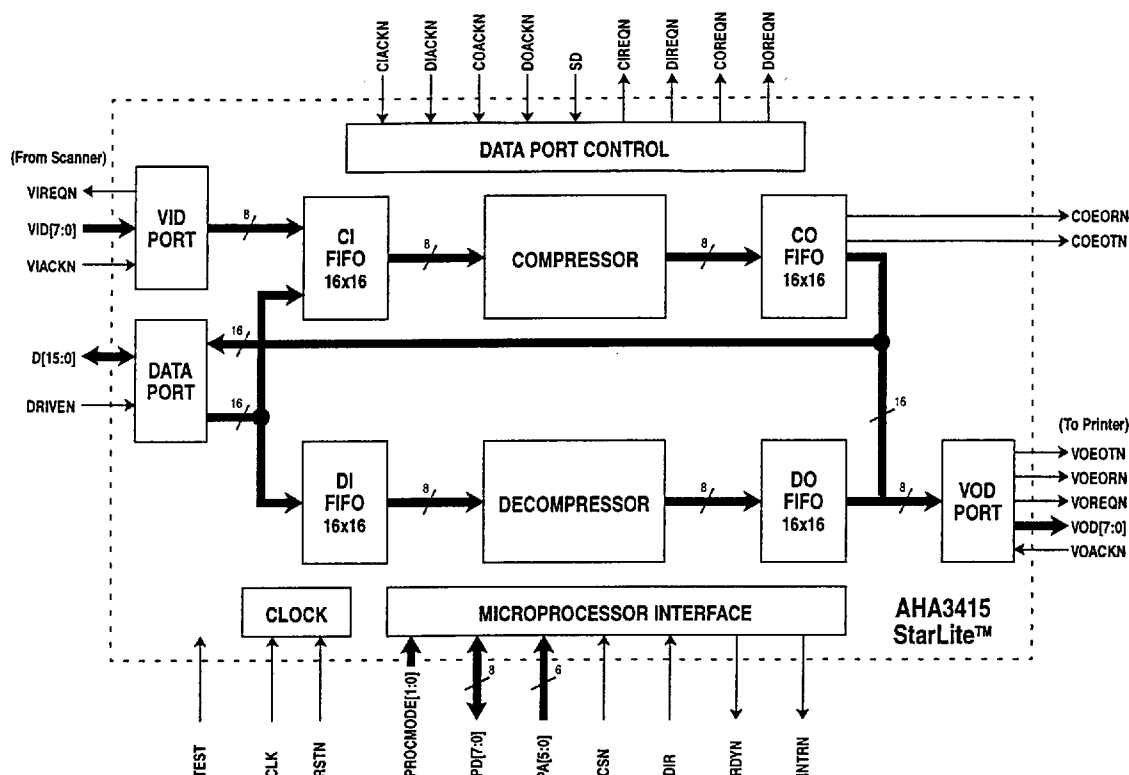 CIACKN
DIACKN
COACKN
DOACKN
SD
CIREQN
DIREQN
COREQN
DOREQN
DATA PORT CONTROL
(From Scanner)
VIREQN
VID[7:0]
VIACKN
VID
PORT
8
CI
FIFO
16x16
8
COMPRESSOR
8
CO
FIFO
16x16
COEORN
COEOTN
D[15:0]
DRIVEN
DATA
PORT
16
16
16
DI
FIFO
16x16
8
DECOMPRESSOR
8
DO
FIFO
16x16
8
VOD
PORT
(To Printer)
VOEOTN
VOEORN
VOREQN
VOD[7:0]
VOACKN
CLOCK
MICROPROCESSOR INTERFACE
AHA3415
StarLite™
8
6
TEST
CLK
RSTN
PROCMODE[1:0]
PD[7:0]
PA[5:0]
CSN
DIR
RDYN
INTRN